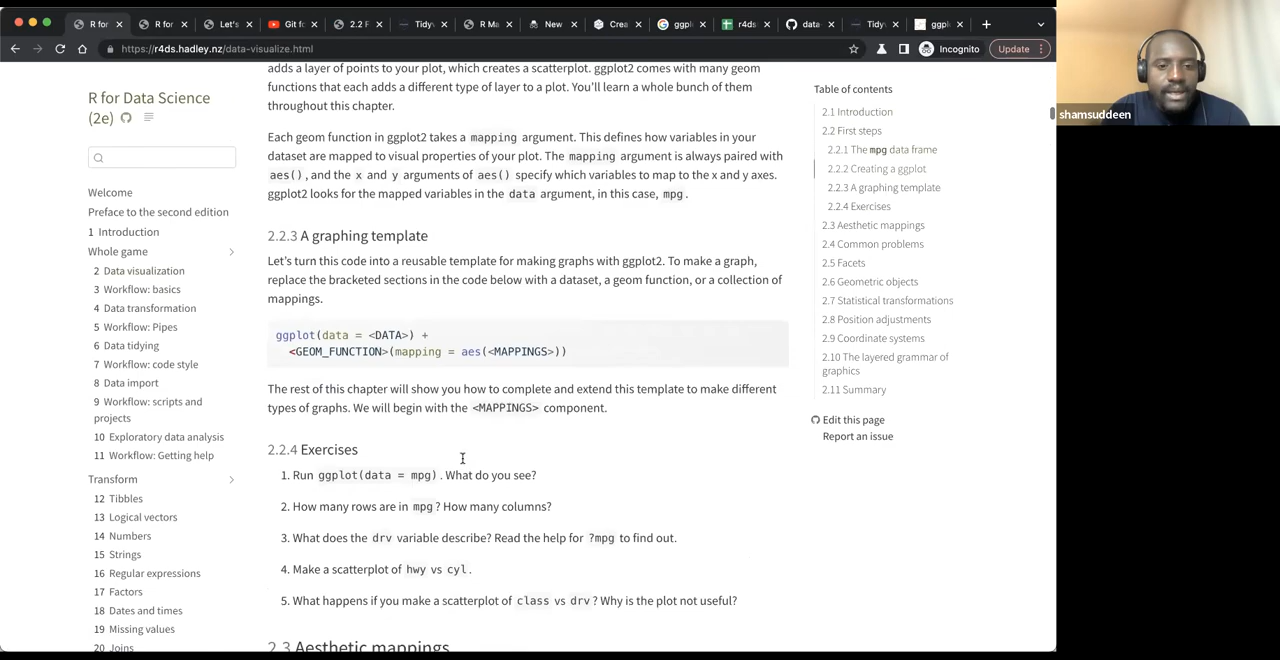 R for
R for
Let's
Git fo
2.2 F
Tidyv
R Ma
New
Crea
ggpl
r4ds
data-
Tidy
ggpl
https://r4ds.hadley.nz/data-visualize.html
Incognito
Update
R for Data Science
(2e)
Welcome
Preface to the second edition
1 Introduction
Whole game
2 Data visualization
3 Workflow: basics
4 Data transformation
5 Workflow: Pipes
6 Data tidying
7 Workflow: code style
8 Data import
9 Workflow: scripts and
projects
10 Exploratory data analysis
11 Workflow: Getting help
Transform
12 Tibbles
13 Logical vectors
14 Numbers
15 Strings
16 Regular expressions
17 Factors
18 Dates and times
19 Missing values
20 Joins
adds a layer of points to your plot, which creates a scatterplot. ggplot2 comes with many geom
functions that each adds a different type of layer to a plot. You'll learn a whole bunch of them
throughout this chapter.
Each geom function in ggplot2 takes a mapping argument. This defines how variables in your
dataset are mapped to visual properties of your plot. The mapping argument is always paired with
aes(), and the x and y arguments of aes() specify which variables to map to the x and y axes.
ggplot2 looks for the mapped variables in the data argument, in this case, mpg.
2.2.3 A graphing template
Let's turn this code into a reusable template for making graphs with ggplot2. To make a graph,
replace the bracketed sections in the code below with a dataset, a geom function, or a collection of
mappings.
ggplot(data = <DATA>) +
<GEOM_FUNCTION>(mapping = aes(<MAPPINGS>))
The rest of this chapter will show you how to complete and extend this template to make different
types of graphs. We will begin with the <MAPPINGS> component.
2.2.4 Exercises
1. Run ggplot(data = mpg). What do you see?
2. How many rows are in mpg? How many columns?
3. What does the drv variable describe? Read the help for ?mpg to find out.
4. Make a scatterplot of hwy vs cyl.
5. What happens if you make a scatterplot of class vs drv? Why is the plot not useful?
2.3 Aesthetic mappings
Table of contents
2.1 Introduction
2.2 First steps
2.2.1 The mpg data frame
2.2.2 Creating a ggplot
2.2.3 A graphing template
2.2.4 Exercises
2.3 Aesthetic mappings
2.4 Common problems
2.5 Facets
2.6 Geometric objects
2.7 Statistical transformations
2.8 Position adjustments
2.9 Coordinate systems
2.10 The layered grammar of
graphics
2.11 Summary
Edit this page
Report an issue
shamsuddeen